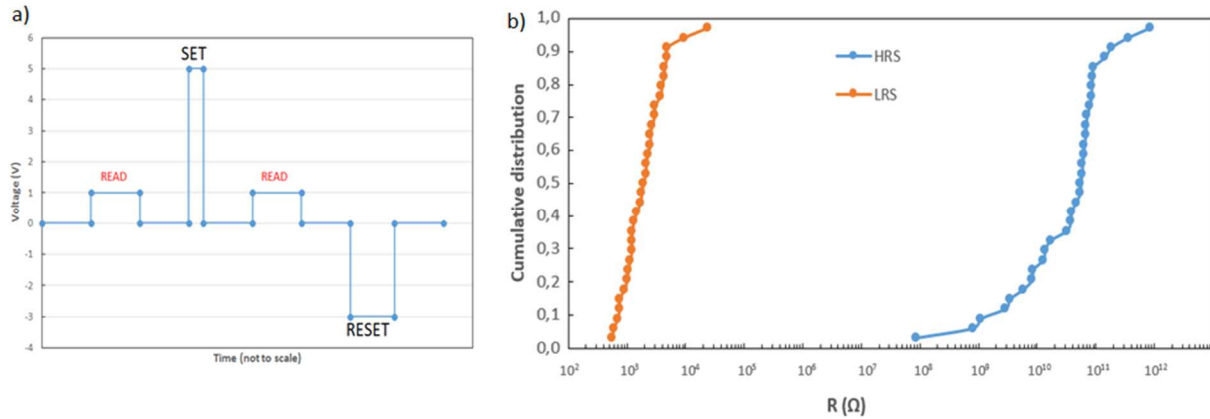 a)
6
5
4
3
2
1
0
-1
-2
-3
-4
Voltage (V)
SET
READ
READ
RESET
Time (not to scale)
b)
1,0
0,9
0,8
0,7
0,6
0,5
0,4
0,3
0,2
0,1
0,0
Cumulative distribution
HRS
LRS
10² 10³ 10⁴ 10⁵ 10⁶ 10⁷ 10⁸ 10⁹ 10¹⁰ 10¹¹ 10¹²
R (Ω)